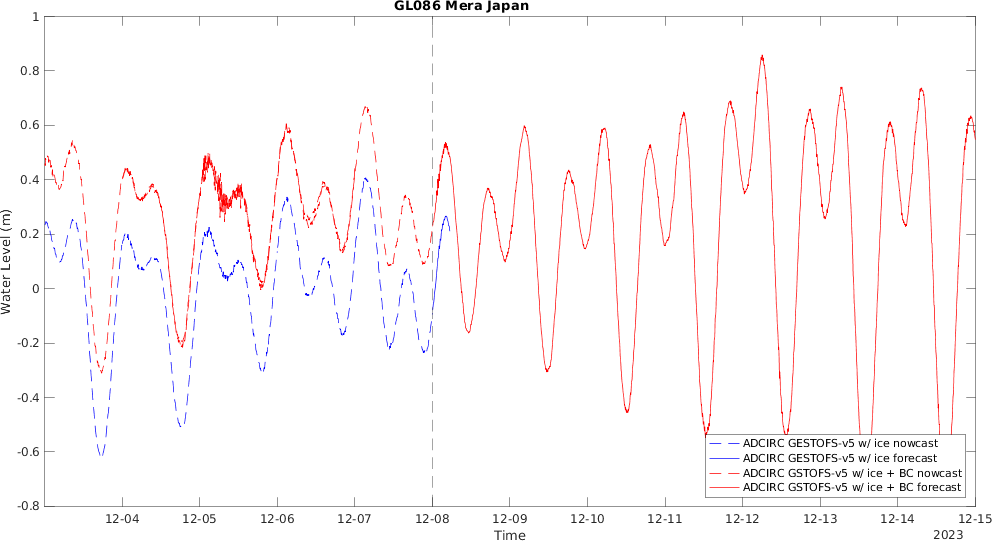 GL086 Mera Japan
1
0.8
0.6
0.4
0.2
0
-0.2
-0.4
-0.6
-0.8
Water Level (m)
12-04 12-05 12-06 12-07 12-08 12-09 12-10 12-11 12-12 12-13 12-14 12-15
Time
2023
ADCIRC GESTOFS-v5 w/ ice nowcast
ADCIRC GESTOFS-v5 w/ ice forecast
ADCIRC GSTOFS-v5 w/ ice + BC nowcast
ADCIRC GSTOFS-v5 w/ ice + BC forecast